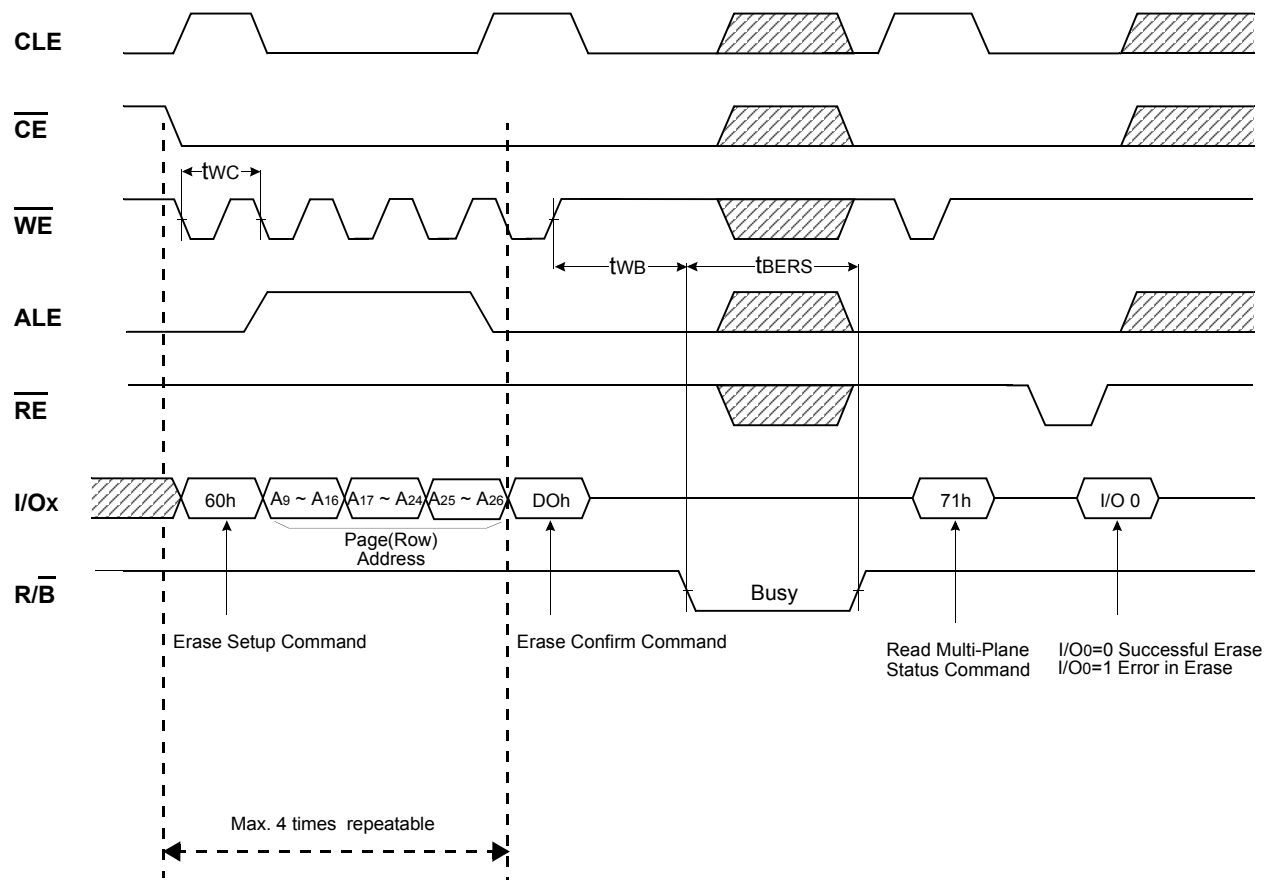 CLE
CE
tWC
WE
tWB
tBERS
ALE
RE
I/Ox
60h
A9 ~ A16
A17 ~ A24
A25 ~ A26
DOh
71h
I/O 0
Page(Row)
Address
R/B
Busy
Erase Setup Command
Erase Confirm Command
Read Multi-Plane
Status Command
I/O0=0 Successful Erase
I/O0=1 Error in Erase
Max. 4 times repeatable